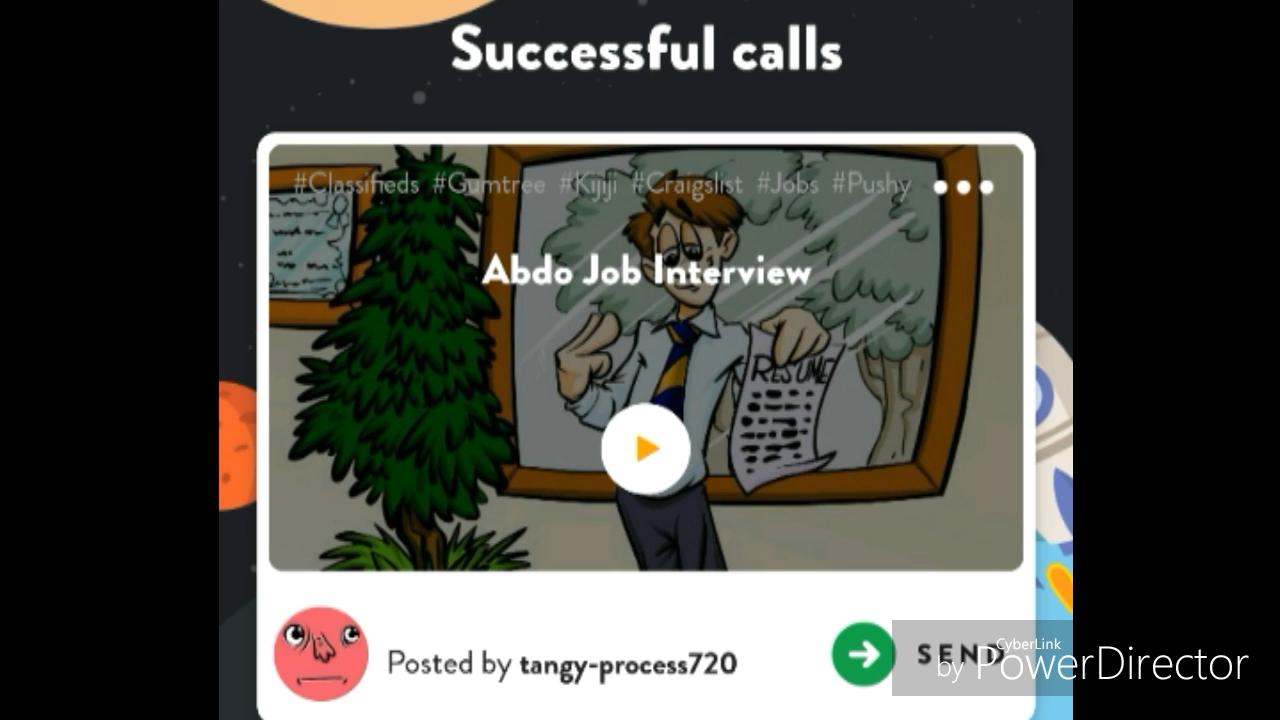 Successful calls
#Classifieds #Gumtree #Kijiji #Craigslist #Jobs #Pushy
Abdo Job Interview
RESUME
Posted by tangy-process720
SEND
CyberLink
by PowerDirector